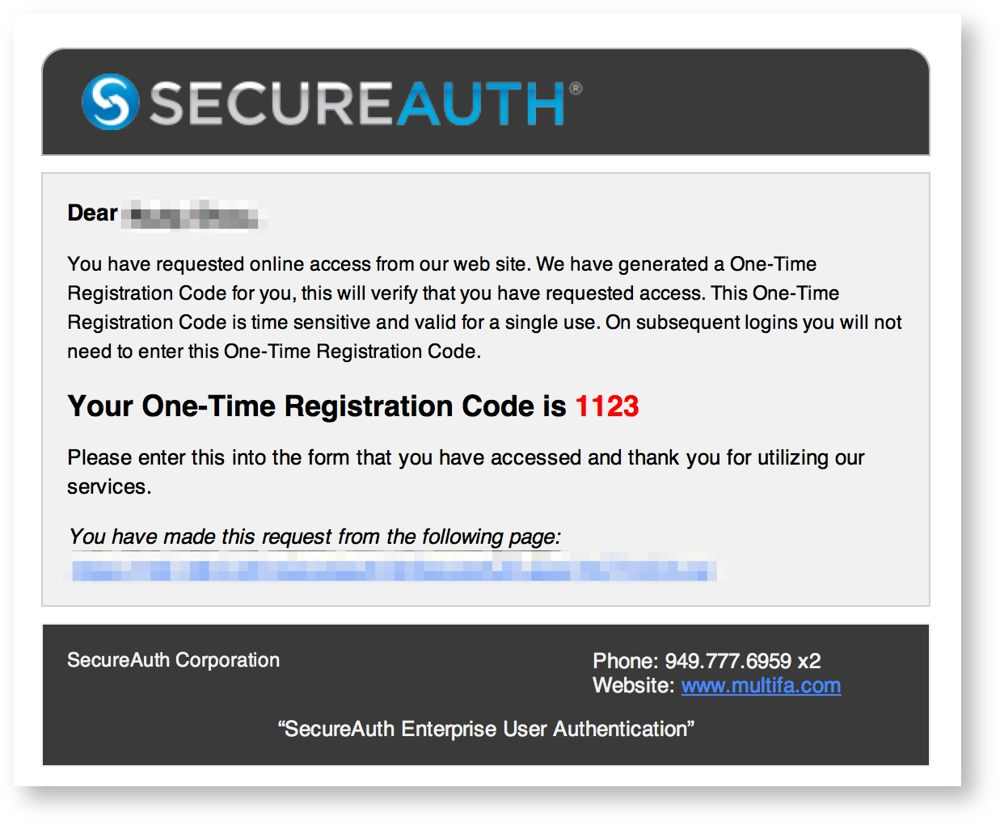 SECUREAUTH®
Dear
You have requested online access from our web site. We have generated a One-Time
Registration Code for you, this will verify that you have requested access. This One-Time
Registration Code is time sensitive and valid for a single use. On subsequent logins you will not
need to enter this One-Time Registration Code.
Your One-Time Registration Code is 1123
Please enter this into the form that you have accessed and thank you for utilizing our
services.
You have made this request from the following page:
SecureAuth Corporation
Phone: 949.777.6959 x2
Website: www.multifa.com
“SecureAuth Enterprise User Authentication”